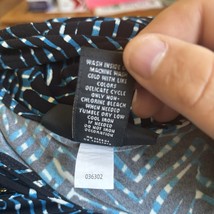 WASH INSIDE
MACHINE WASH
COLD WITH LIKE
COLORS
DELICATE CYCLE
ONLY NON-
CHLORINE BLEACH
WHEN NEEDED
TUMBLE DRY LOW
COOL IRON
IF NEEDED
DO NOT IRON
DECORATION
036302